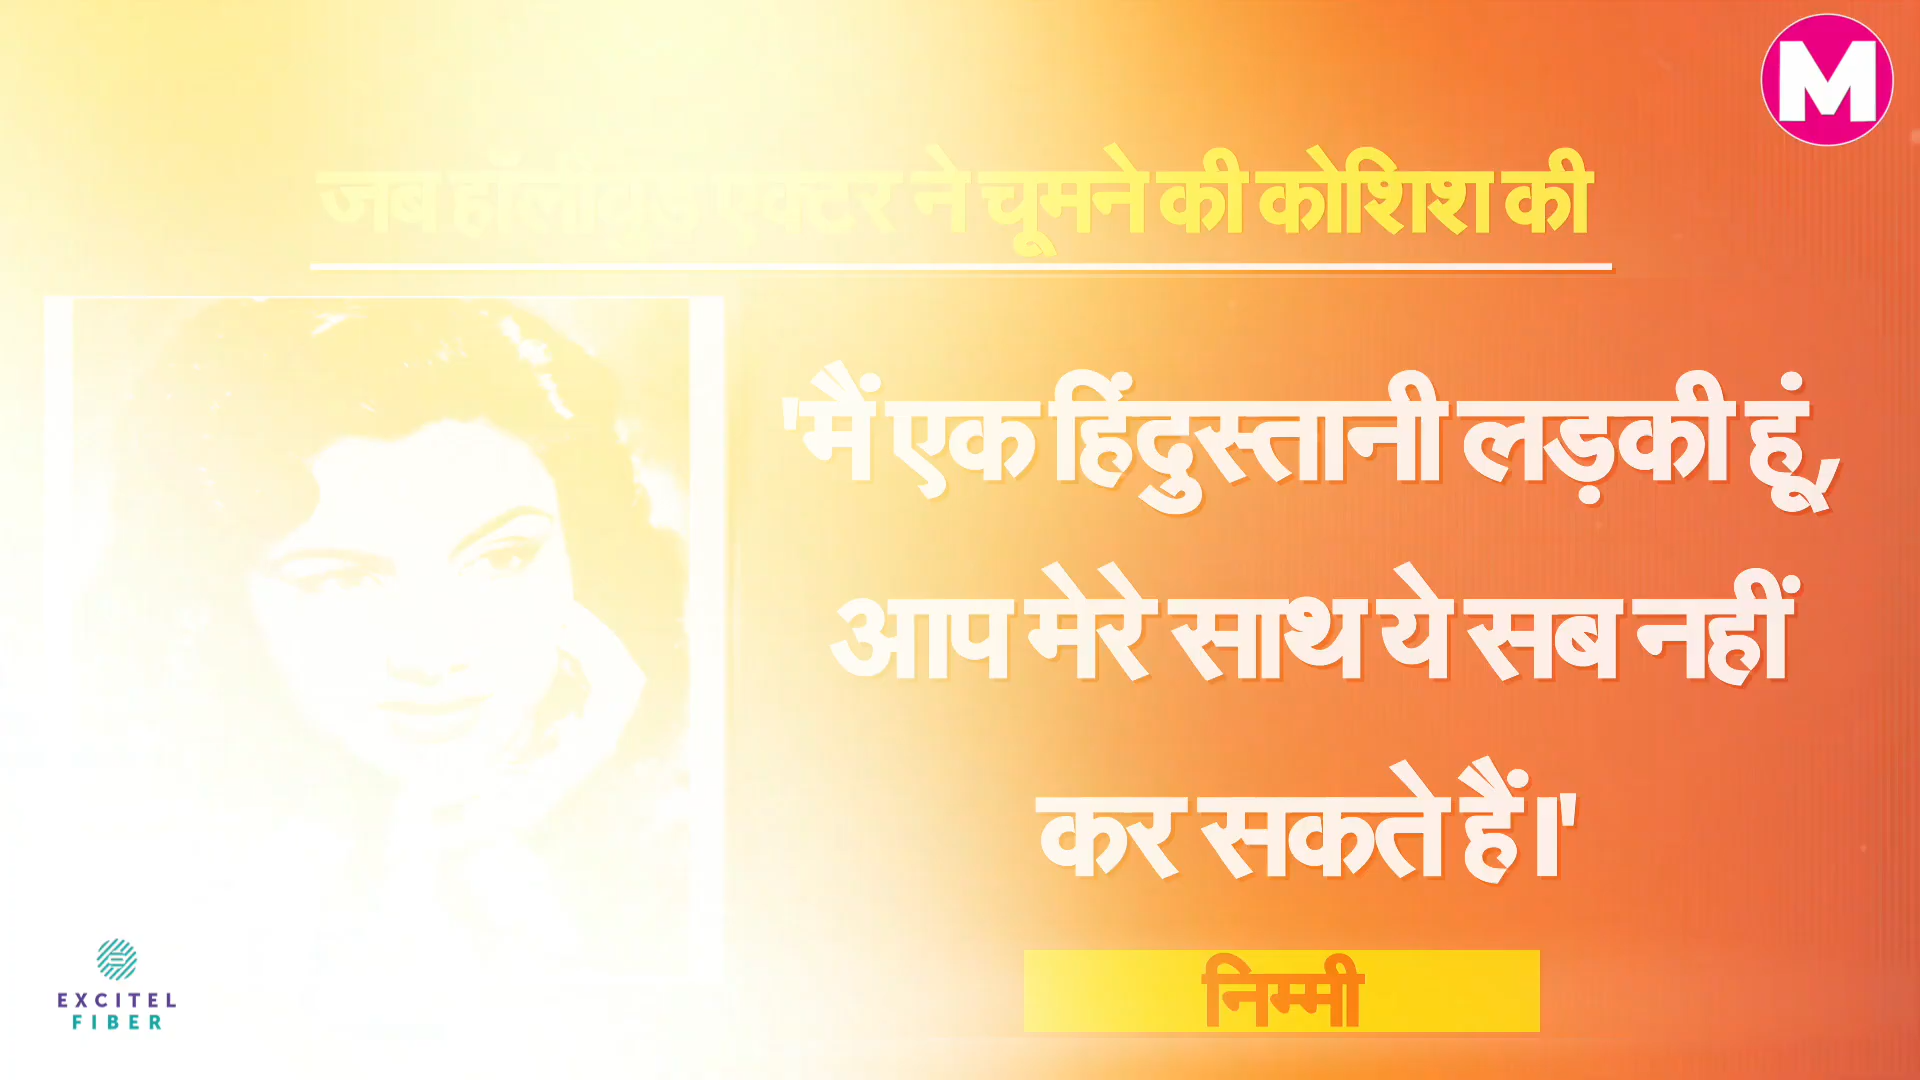 M
जब हॉलीवुड एक्टर ने चूमने की कोशिश की
'मैं एक हिंदुस्तानी लड़की हूं,
आप मेरे साथ ये सब नहीं
कर सकते हैं।'
निम्मी
EXCITEL
FIBER